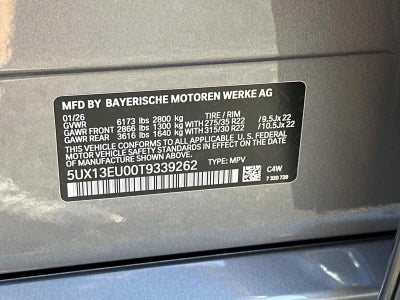 MFD BY BAYERISCHE MOTOREN WERKE AG
01/26 TIRE / RIM
GVWR 6173 lbs 2800 kg
GAWR FRONT 2866 lbs 1300 kg WITH 275/35 R22 / 9.5Jx 22
GAWR REAR 3616 lbs 1640 kg WITH 315/30 R22 / 10.5Jx 22
THIS VEHICLE CONFORMS TO ALL APPLICABLE U. S. FEDERAL
MOTOR VEHICLE SAFETY STANDARDS IN EFFECT ON THE DATE
OF MANUFACTURE SHOWN ABOVE.
5UX13EU00T9339262 TYPE: MPV
C4W
7 320 729